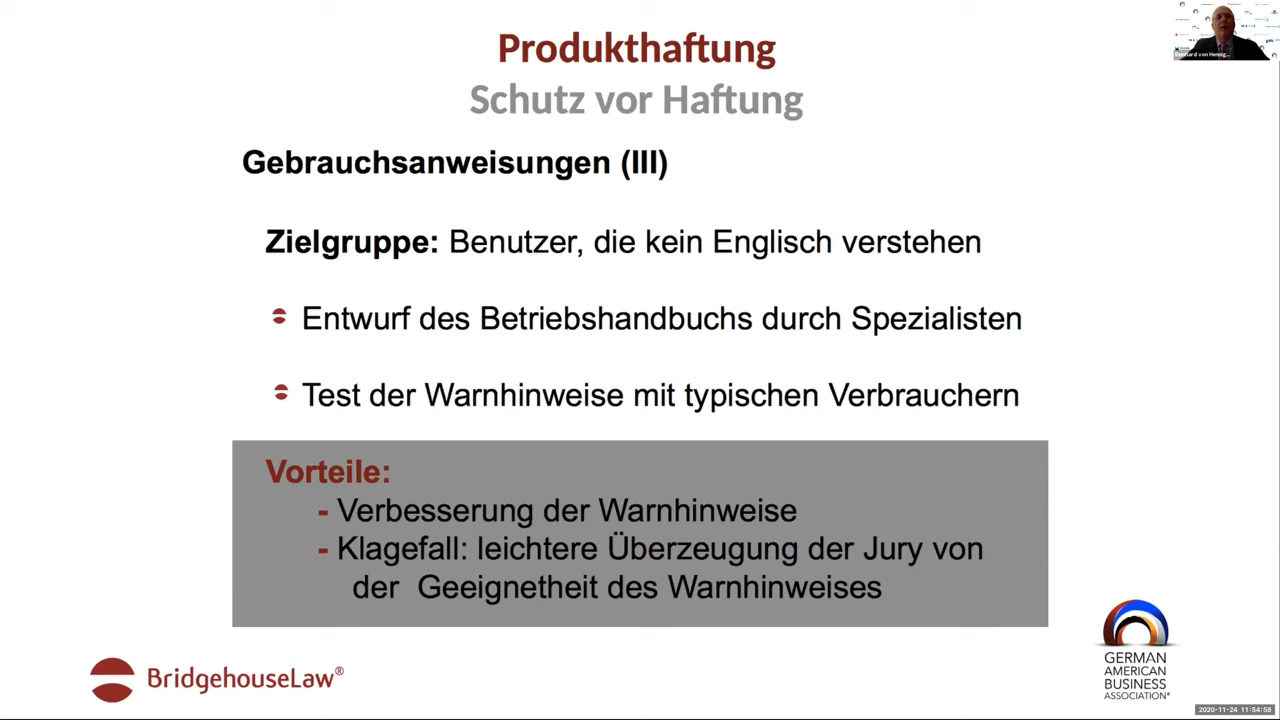 Produkthaftung
Schutz vor Haftung
Gebrauchsanweisungen (III)
Zielgruppe: Benutzer, die kein Englisch verstehen
Entwurf des Betriebshandbuchs durch Spezialisten
Test der Warnhinweise mit typischen Verbrauchern
Vorteile:
- Verbesserung der Warnhinweise
- Klagefall: leichtere Überzeugung der Jury von
der Geeignetheit des Warnhinweises
BridgehouseLaw®
GERMAN
AMERICAN
BUSINESS
ASSOCIATION®
2020-11-24 11:54:58